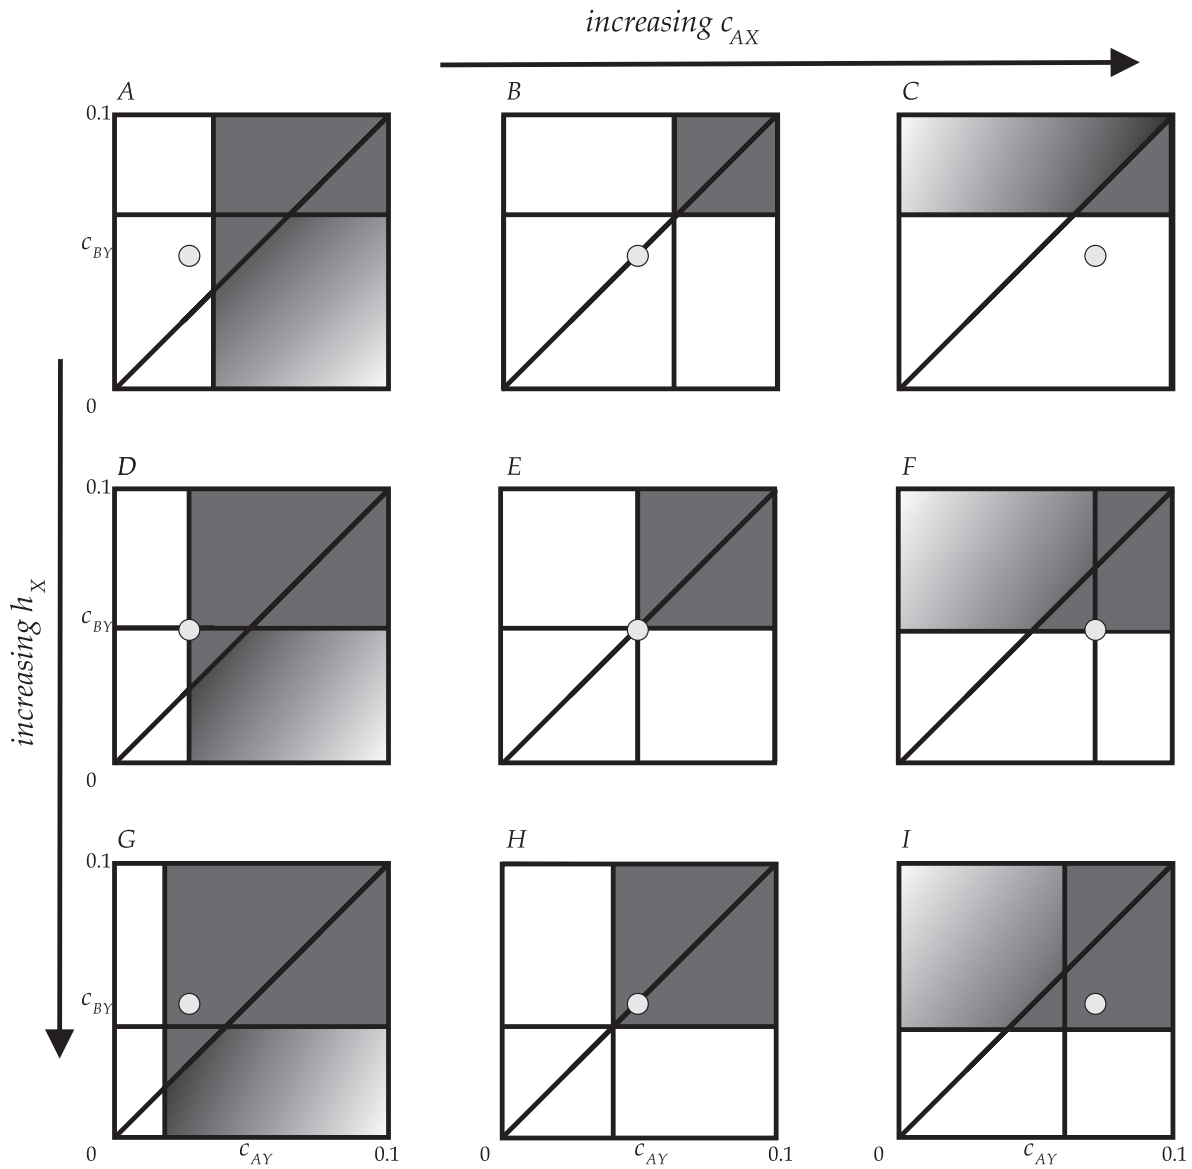 increasing c_AX
A B C
0.1
c_BY
0
D E F
0.1
c_BY
0
increasing h_X
G H I
0.1
c_BY
0 c_AY 0.1 0 c_AY 0.1 0 c_AY 0.1